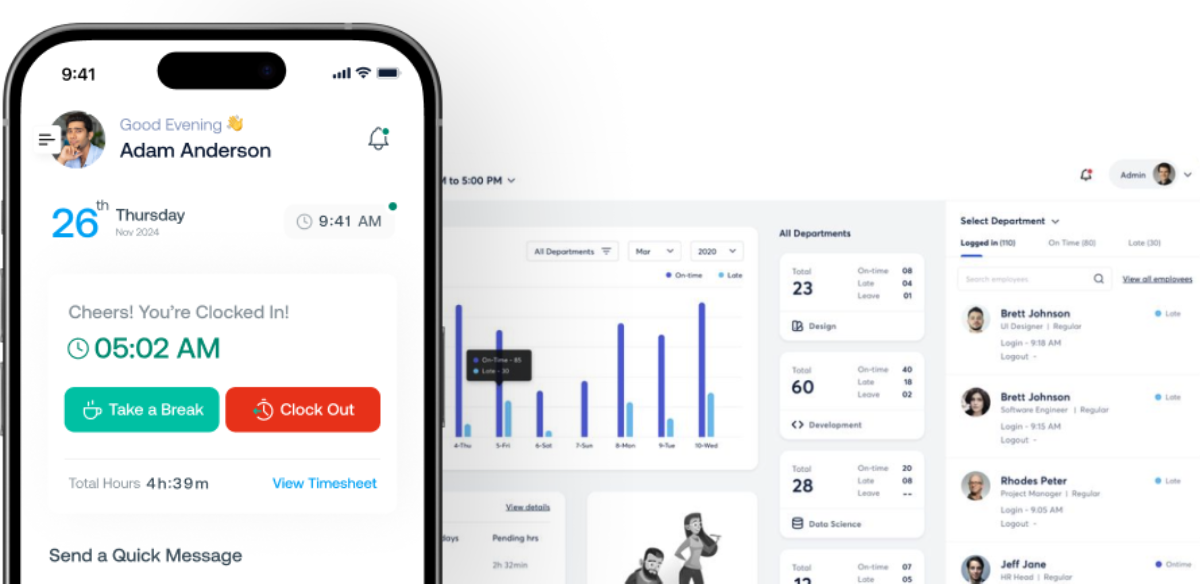 9:41
Good Evening 👋
Adam Anderson
26th
Thursday
Nov 2024
9:41 AM
Cheers! You're Clocked In!
05:02 AM
Take a Break
Clock Out
Total Hours 4h:39m
View Timesheet
Send a Quick Message
to 5:00 PM
Admin
All Departments
Mar
2020
On-time
Late
On-Time - 85
Late - 30
4-Thu
5-Fri
6-Sat
7-Sun
8-Mon
9-Tue
10-Wed
View details
Pending hrs
2h 32min
All Departments
Total
23
On-time 08
Late 04
Leave 01
Design
Total
60
On-time 40
Late 18
Leave 02
Development
Total
28
On-time 20
Late 08
Leave --
Data Science
Total
On-time 07
Late 05
Select Department
Logged in (110)
On Time (80)
Late (30)
Search employees
View all employees
Brett Johnson
UI Designer | Regular
Login - 9:18 AM
Logout -
Late
Brett Johnson
Software Engineer | Regular
Login - 9:15 AM
Logout -
Late
Rhodes Peter
Project Manager | Regular
Login - 9:05 AM
Logout -
Late
Jeff Jane
HR Head | Regular
Ontime